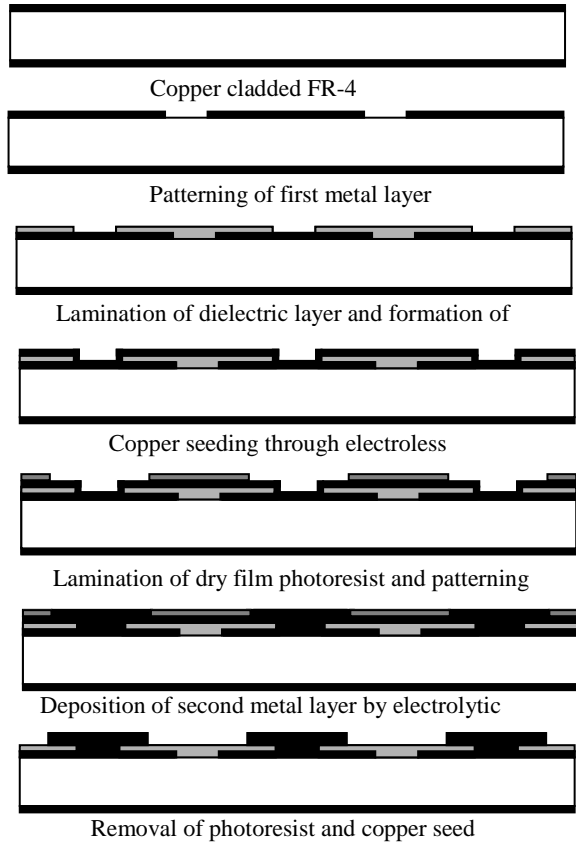 Copper cladded FR-4
Patterning of first metal layer
Lamination of dielectric layer and formation of
Copper seeding through electroless
Lamination of dry film photoresist and patterning
Deposition of second metal layer by electrolytic
Removal of photoresist and copper seed